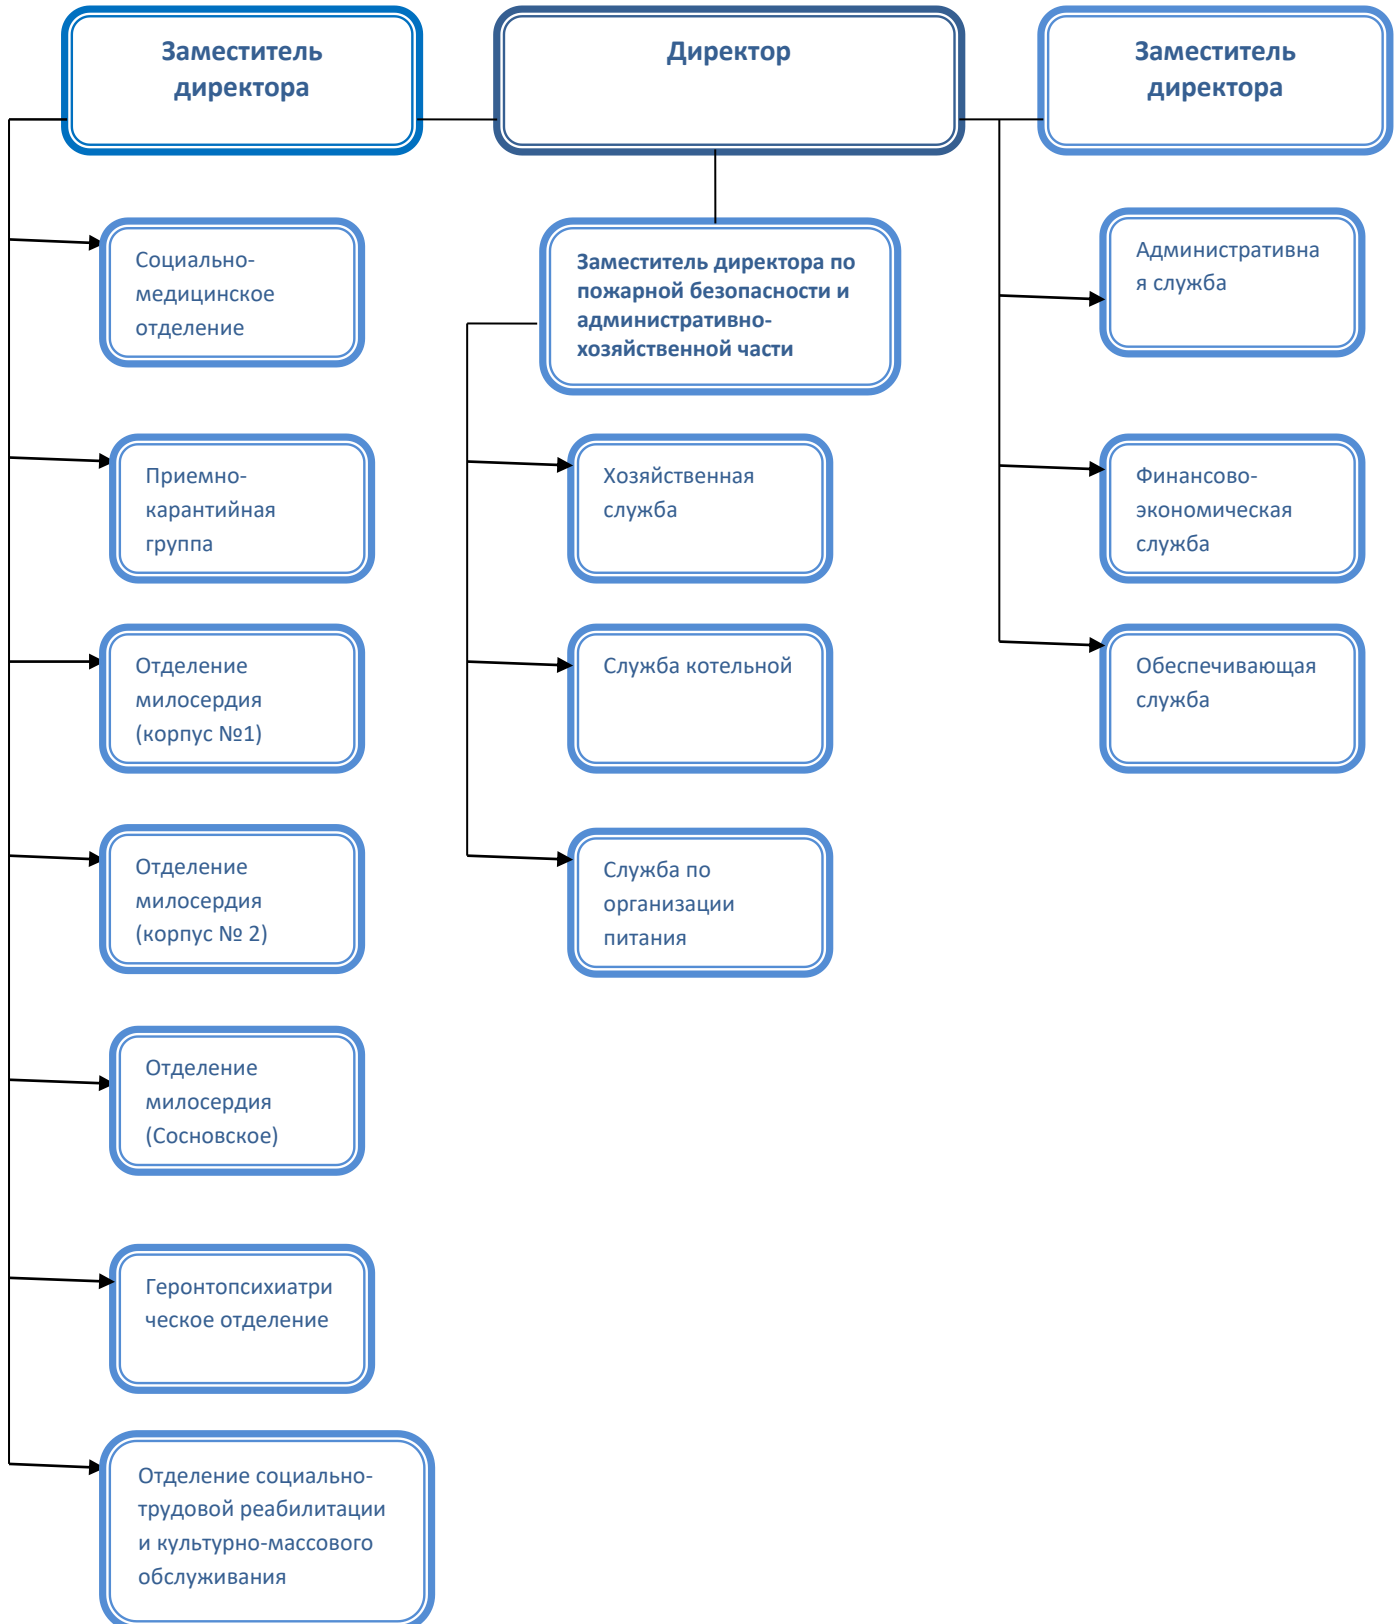 Заместитель
директора
Директор
Заместитель
директора
Социально-
медицинское
отделение
Приемно-
карантийная
группа
Отделение
милосердия
(корпус №1)
Отделение
милосердия
(корпус № 2)
Отделение
милосердия
(Сосновское)
Геронтопсихиатри
ческое отделение
Отделение социально-
трудовой реабилитации
и культурно-массового
обслуживания
Заместитель директора по
пожарной безопасности и
административно-
хозяйственной части
Хозяйственная
служба
Служба котельной
Служба по
организации
питания
Административна
я служба
Финансово-
экономическая
служба
Обеспечивающая
служба